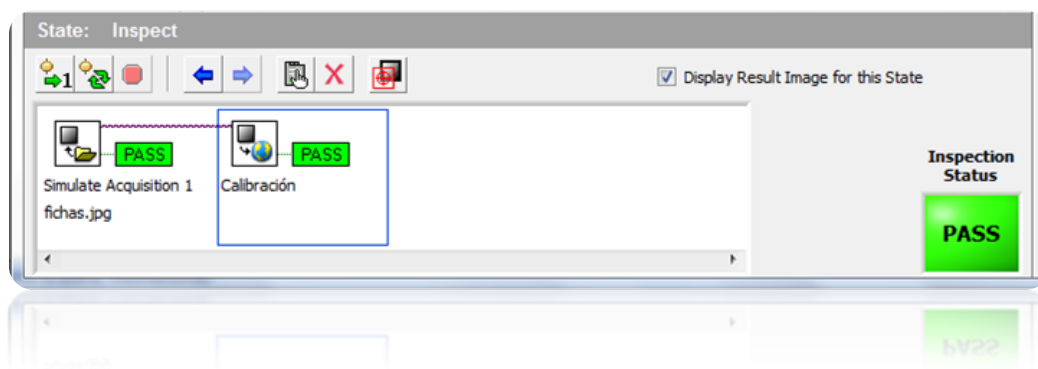 State: Inspect
1
Display Result Image for this State
PASS
PASS
Simulate Acquisition 1
Calibración
fichas.jpg
Inspection
Status
PASS